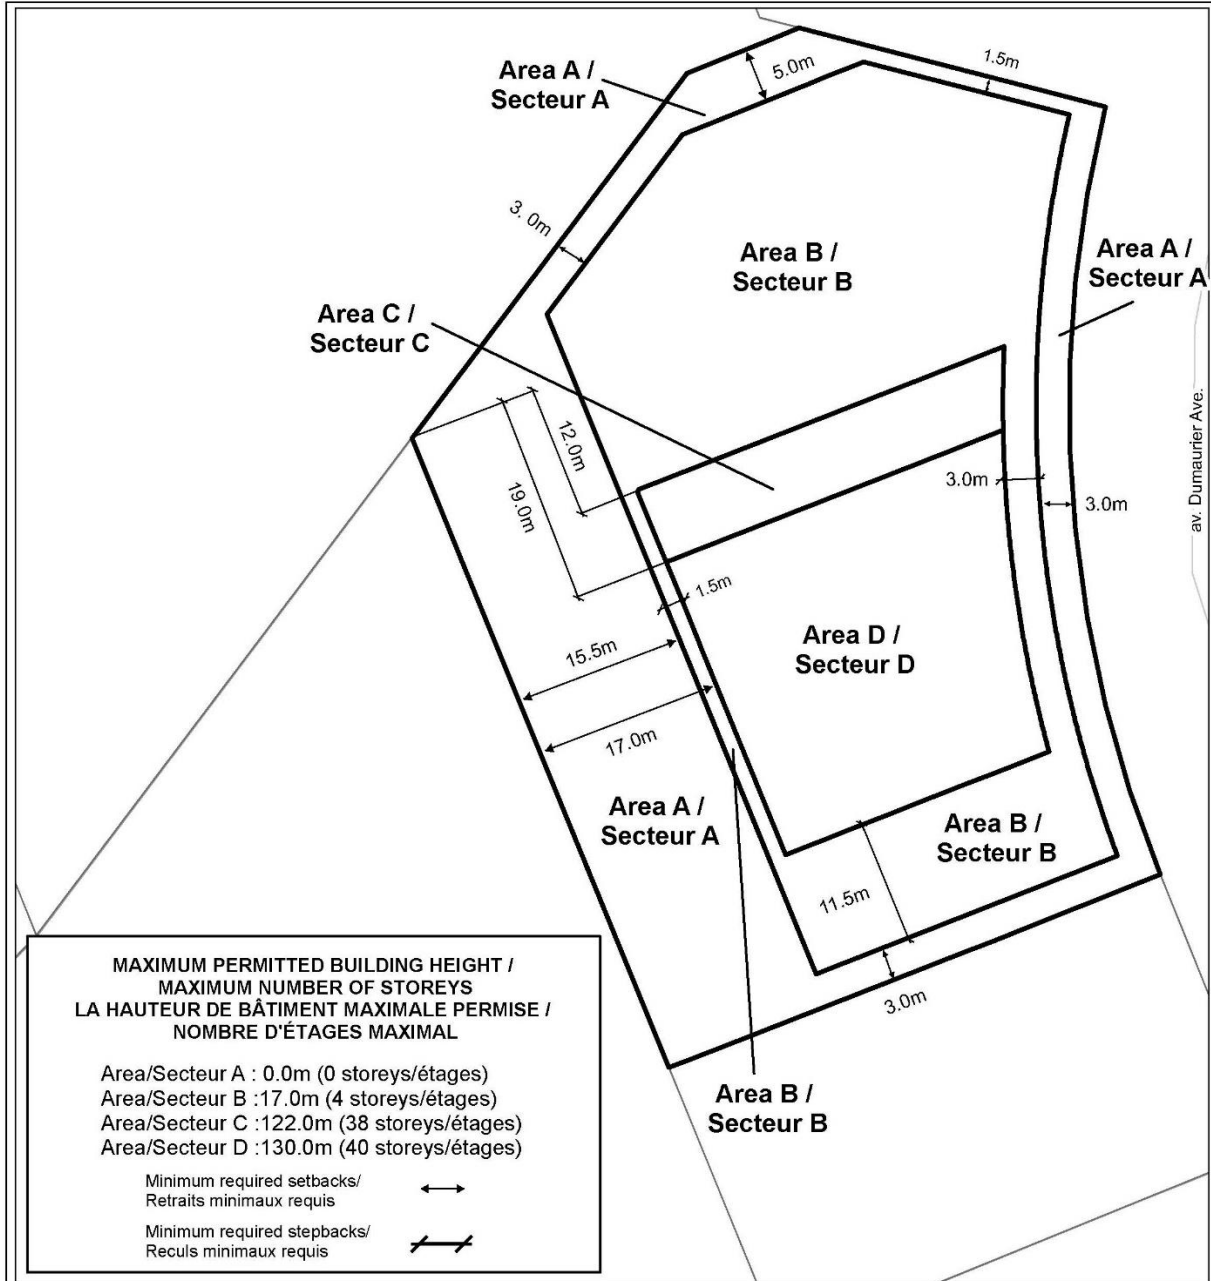 Area A /
Secteur A
5.0m
1.5m
3. 0m
Area B /
Secteur B
Area A /
Secteur A
Area C /
Secteur C
12.0m
19.0m
3.0m
3.0m
av. Dumaurier Ave.
1.5m
15.5m
17.0m
Area D /
Secteur D
Area A /
Secteur A
Area B /
Secteur B
11.5m
3.0m
Area B /
Secteur B
MAXIMUM PERMITTED BUILDING HEIGHT /
MAXIMUM NUMBER OF STOREYS
LA HAUTEUR DE BÂTIMENT MAXIMALE PERMISE /
NOMBRE D'ÉTAGES MAXIMAL
Area/Secteur A : 0.0m (0 storeys/étages)
Area/Secteur B :17.0m (4 storeys/étages)
Area/Secteur C :122.0m (38 storeys/étages)
Area/Secteur D :130.0m (40 storeys/étages)
Minimum required setbacks/
Retraits minimaux requis
Minimum required stepbacks/
Reculs minimaux requis